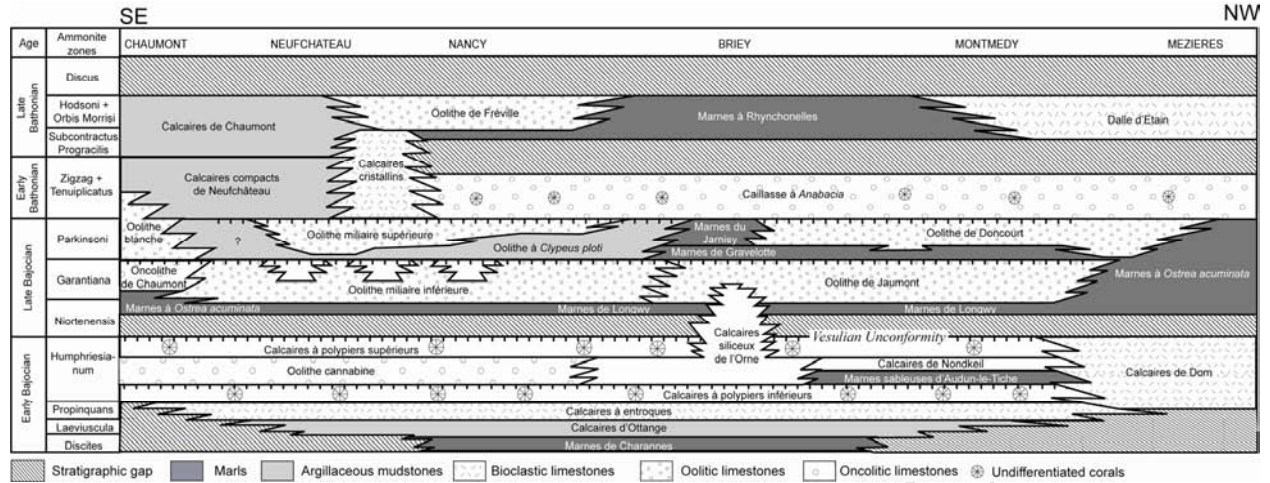 SE NW
Age Ammonite zones CHAUMONT NEUFCHATEAU NANCY BRIEY MONTMEDY MEZIERES
Late Bathonian
Discus
Hodsoni +
Orbis Morrisi
Subcontractus
Progracilis
Calcaires de Chaumont
Oolithe de Fréville
Marnes à Rhynchonelles
Dalle d'Etain
Early Bathonian
Zigzag +
Tenuiplicatus
Calcaires compacts
de Neufchâteau
Calcaires
cristallins
Caillasse à Anabacia
Late Bajocian
Parkinsoni
Oolithe
blanche
?
Oolithe miliaire supérieure
Oolithe à Clypeus ploti
Marnes du
Jarnisy
Marnes de Gravelotte
Oolithe de Doncourt
Garantiana
Oncolithe
de Chaumont
Oolithe miliaire inférieure
Oolithe de Jaumont
Marnes à Ostrea acuminata
Niortenensis
Marnes à Ostrea acuminata
Marnes de Longwy
Marnes de Longwy
Early Bajocian
Humphriesia-
num
Calcaires à polypiers supérieurs
Calcaires
siliceux
de l'Orne
Vesulian Unconformity
Oolithe cannabine
Calcaires de Nondkeil
Marnes sableuses d'Audun-le-Tiche
Calcaires de Dom
Calcaires à polypiers inférieurs
Propinquans
Calcaires à entroques
Laeviuscula
Calcaires d'Ottange
Discites
Marnes de Charannes
Stratigraphic gap Marls Argillaceous mudstones Bioclastic limestones Oolitic limestones Oncolitic limestones Undifferentiated corals